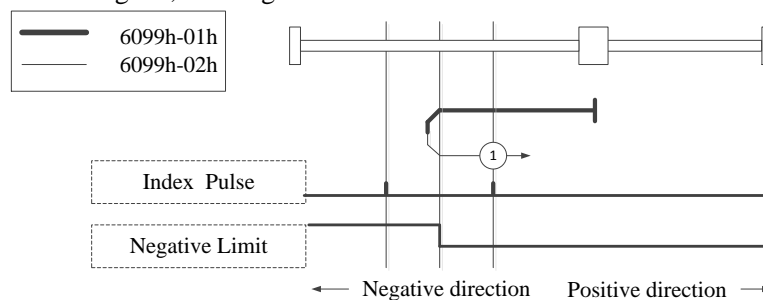 6099h-01h
6099h-02h
1
Index Pulse
Negative Limit
Negative direction Positive direction